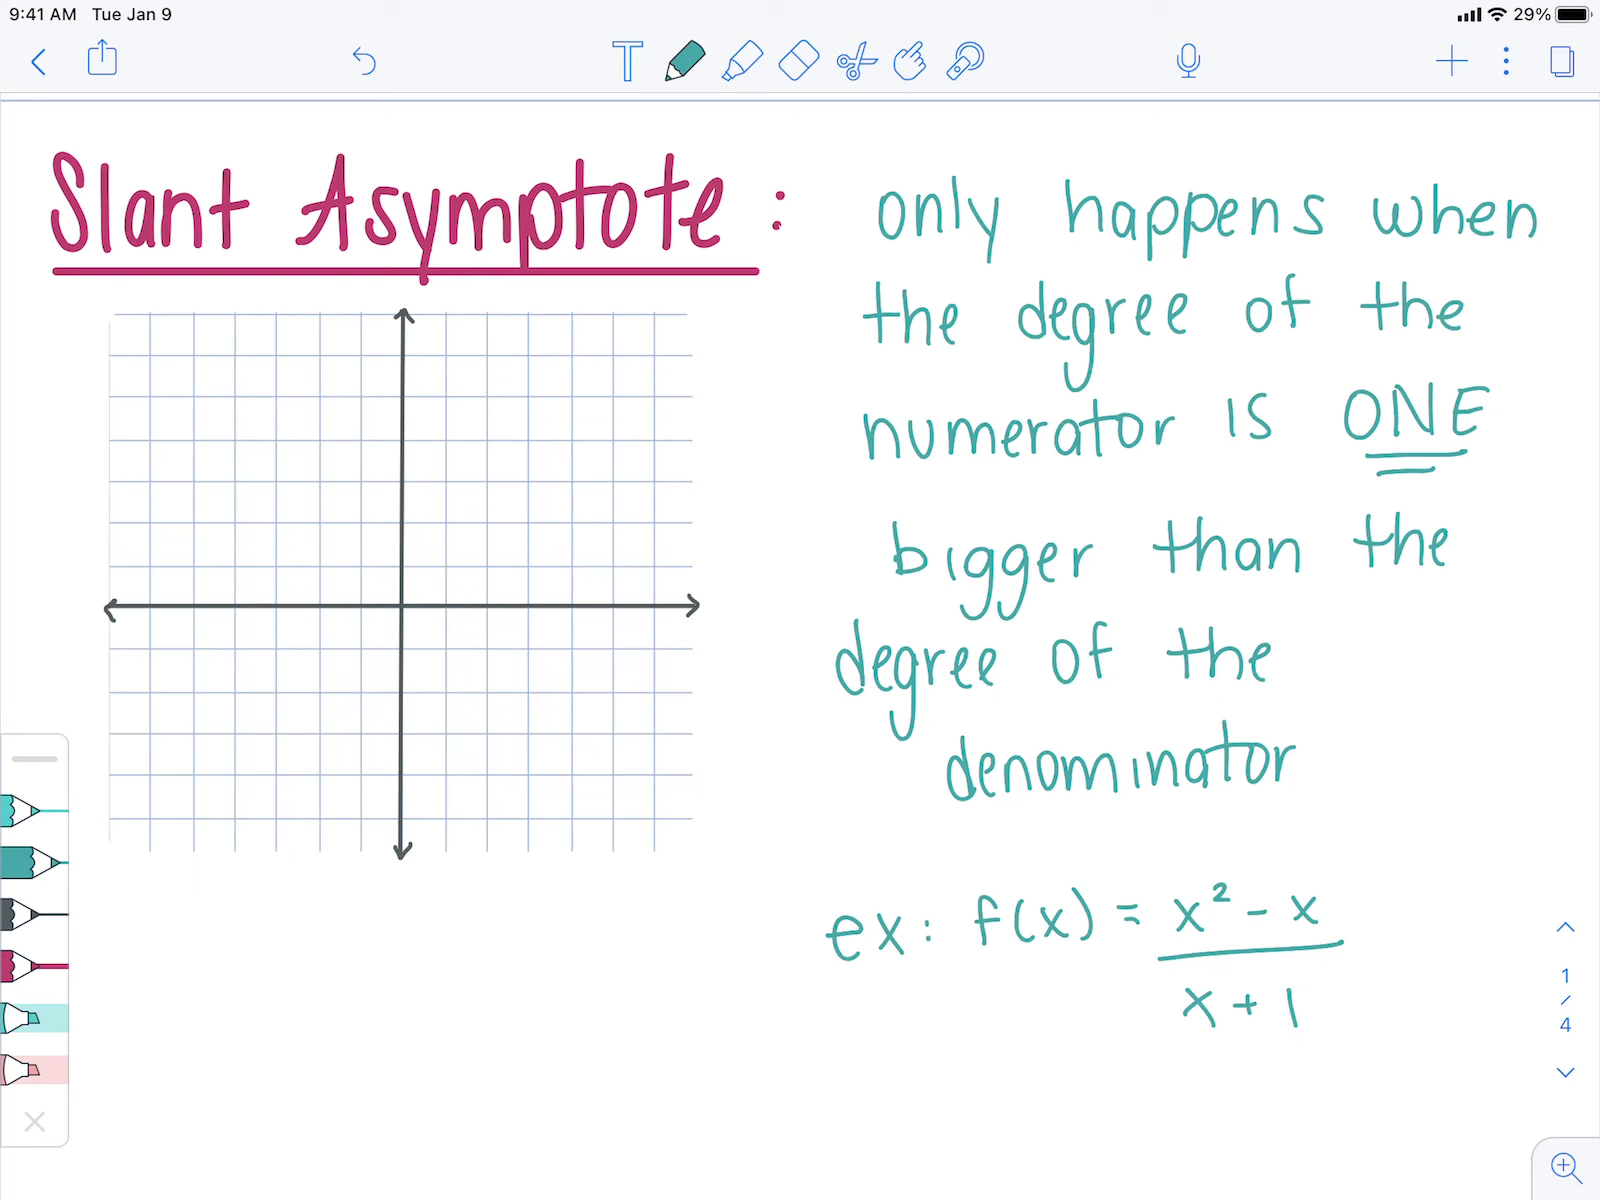 9:41 AM Tue Jan 9 29%
T
Slant Asymptote :
only happens when
the degree of the
numerator is ONE
bigger than the
degree of the
denominator
ex: f(x) = x² - x
x + 1
1
/
4